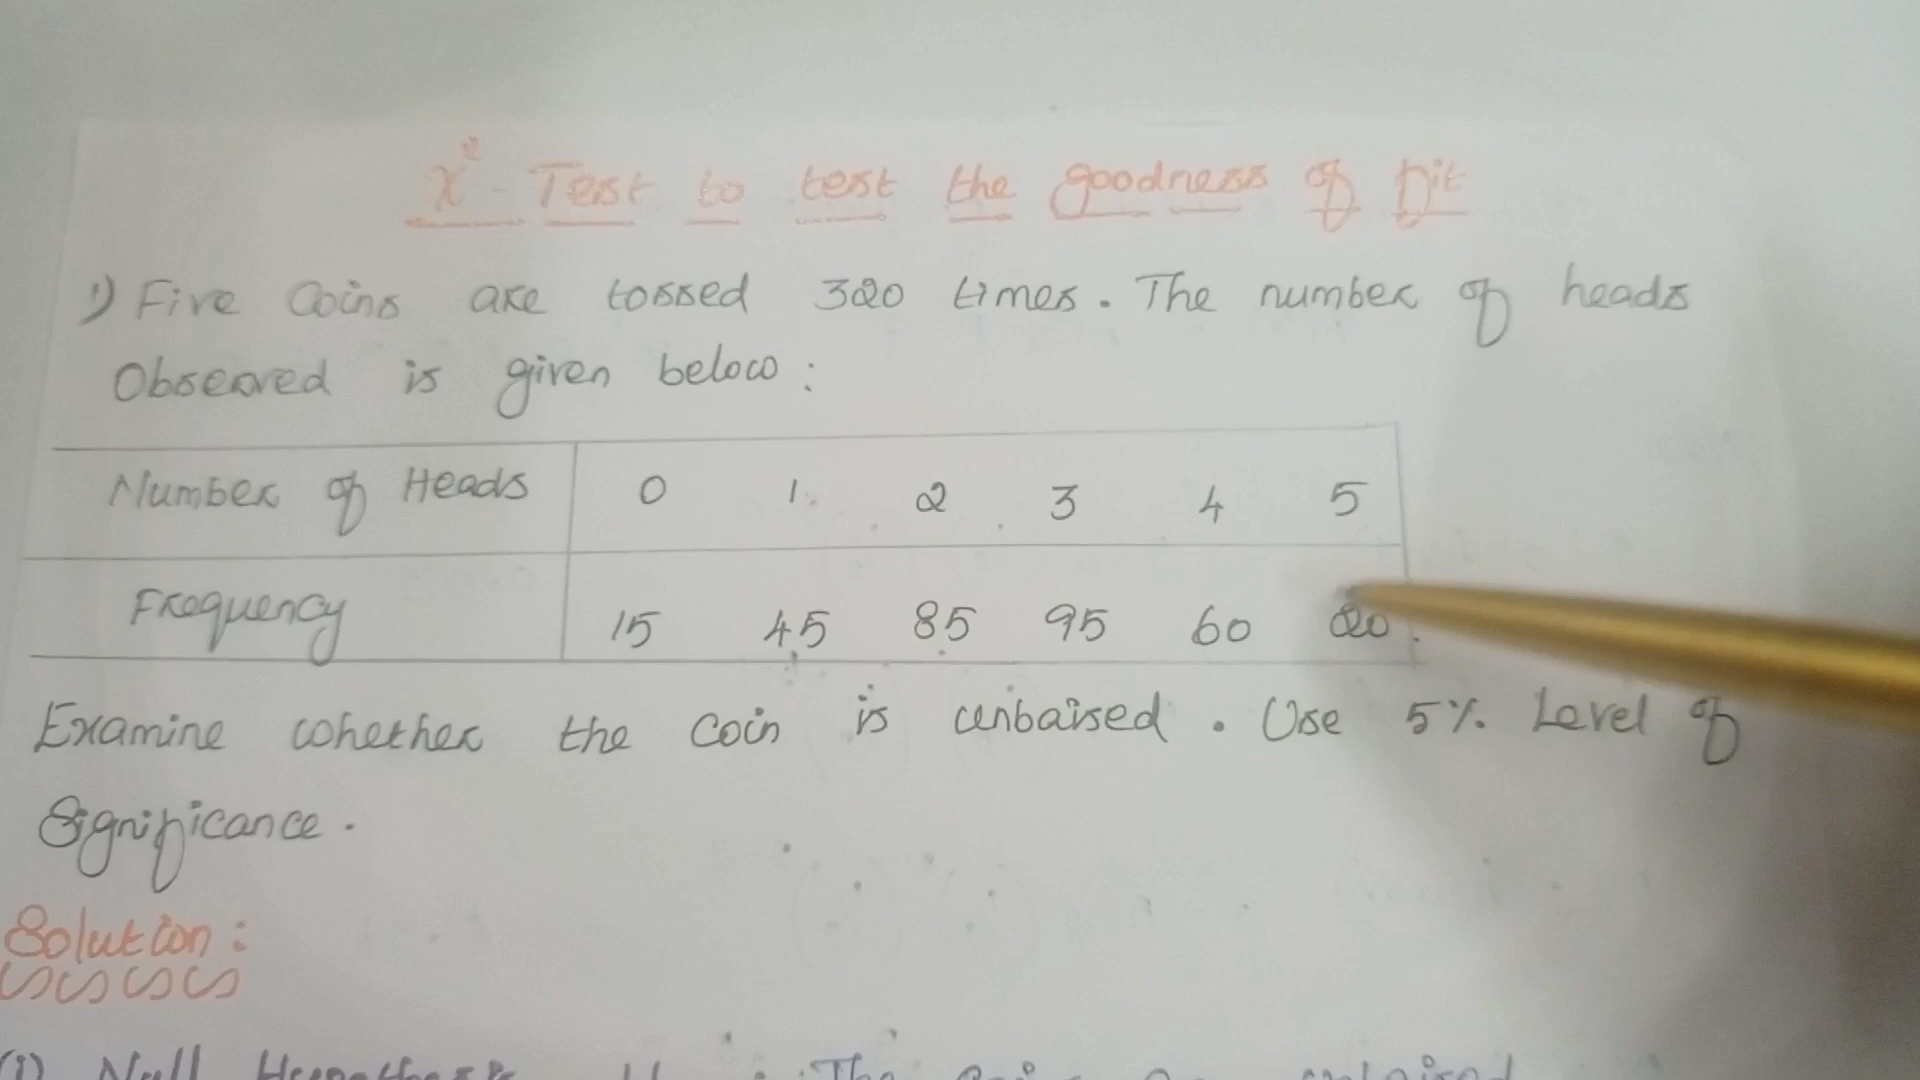 χ² - Test to test the goodness of fit
1) Five Coins are tossed 320 times. The number of heads
Observed is given below :
Number of Heads 0 1 2 3 4 5
Frequency 15 45 85 95 60 20
Examine whether the coin is unbaised. Use 5% Level of
Significance.
Solution :
(i) Null